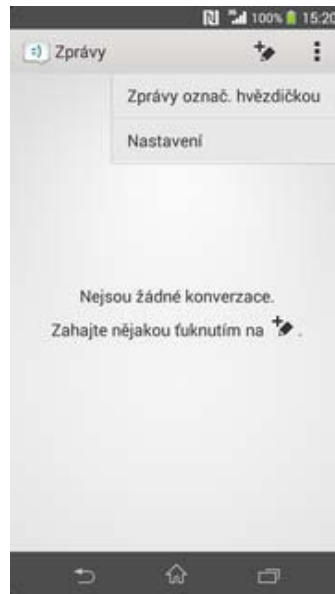 100% 15:20
:) Zprávy
Zprávy označ. hvězdičkou
Nastavení
Nejsou žádné konverzace.
Zahajte nějakou ťuknutím na .